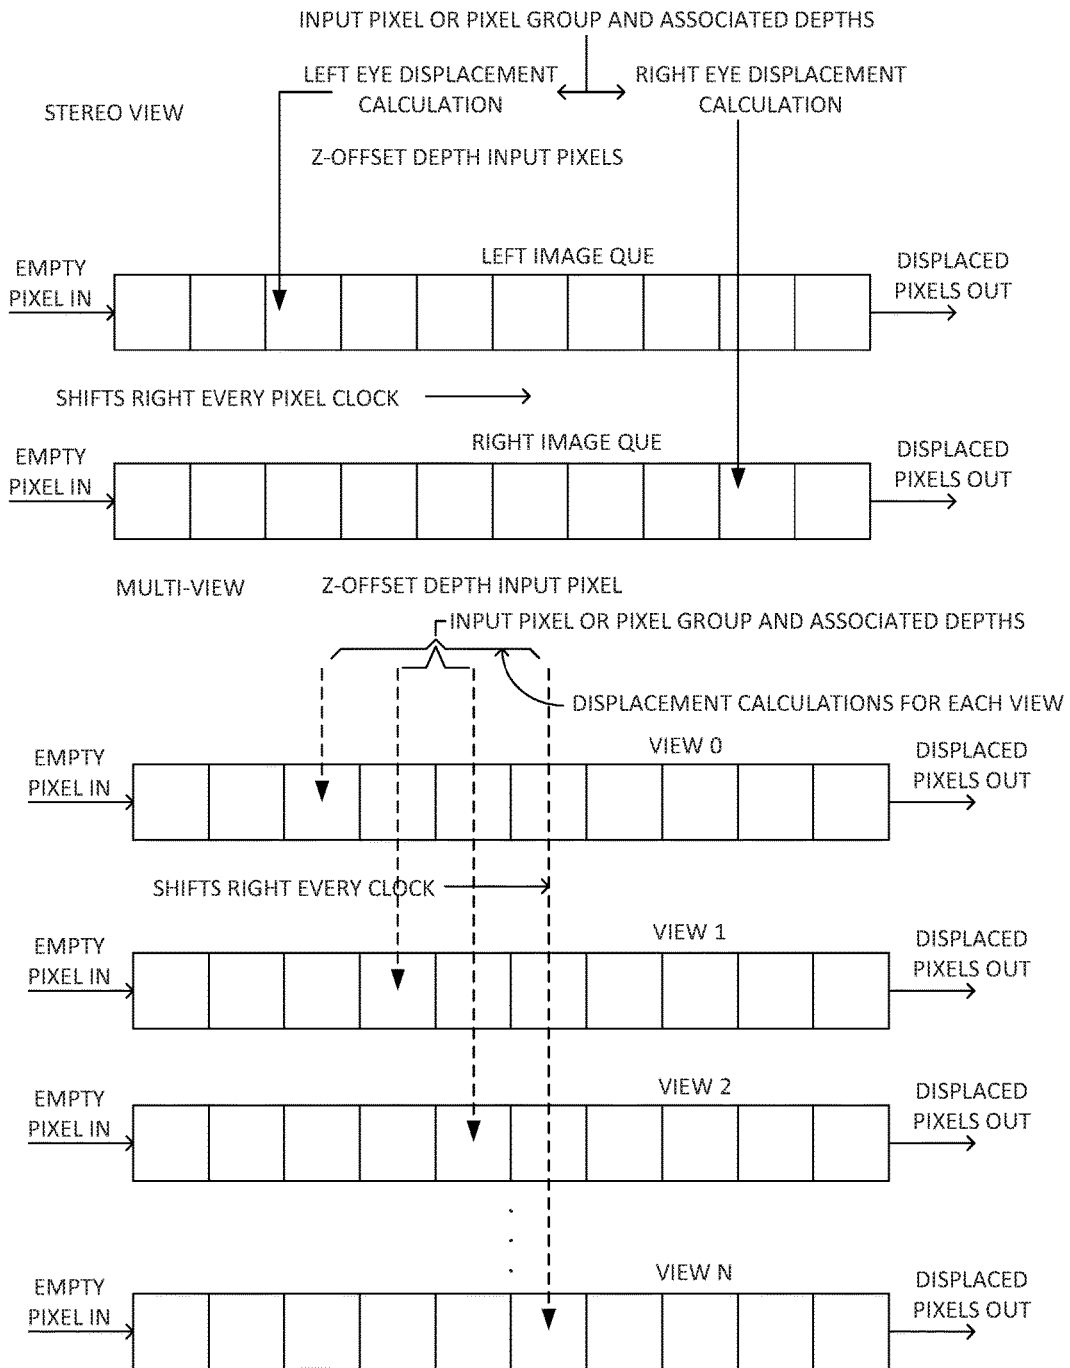 INPUT PIXEL OR PIXEL GROUP AND ASSOCIATED DEPTHS
LEFT EYE DISPLACEMENT
CALCULATION
RIGHT EYE DISPLACEMENT
CALCULATION
STEREO VIEW
Z-OFFSET DEPTH INPUT PIXELS
LEFT IMAGE QUE
EMPTY
PIXEL IN
DISPLACED
PIXELS OUT
SHIFTS RIGHT EVERY PIXEL CLOCK
RIGHT IMAGE QUE
EMPTY
PIXEL IN
DISPLACED
PIXELS OUT
MULTI-VIEW
Z-OFFSET DEPTH INPUT PIXEL
INPUT PIXEL OR PIXEL GROUP AND ASSOCIATED DEPTHS
DISPLACEMENT CALCULATIONS FOR EACH VIEW
VIEW 0
EMPTY
PIXEL IN
DISPLACED
PIXELS OUT
SHIFTS RIGHT EVERY CLOCK
VIEW 1
EMPTY
PIXEL IN
DISPLACED
PIXELS OUT
VIEW 2
EMPTY
PIXEL IN
DISPLACED
PIXELS OUT
VIEW N
EMPTY
PIXEL IN
DISPLACED
PIXELS OUT